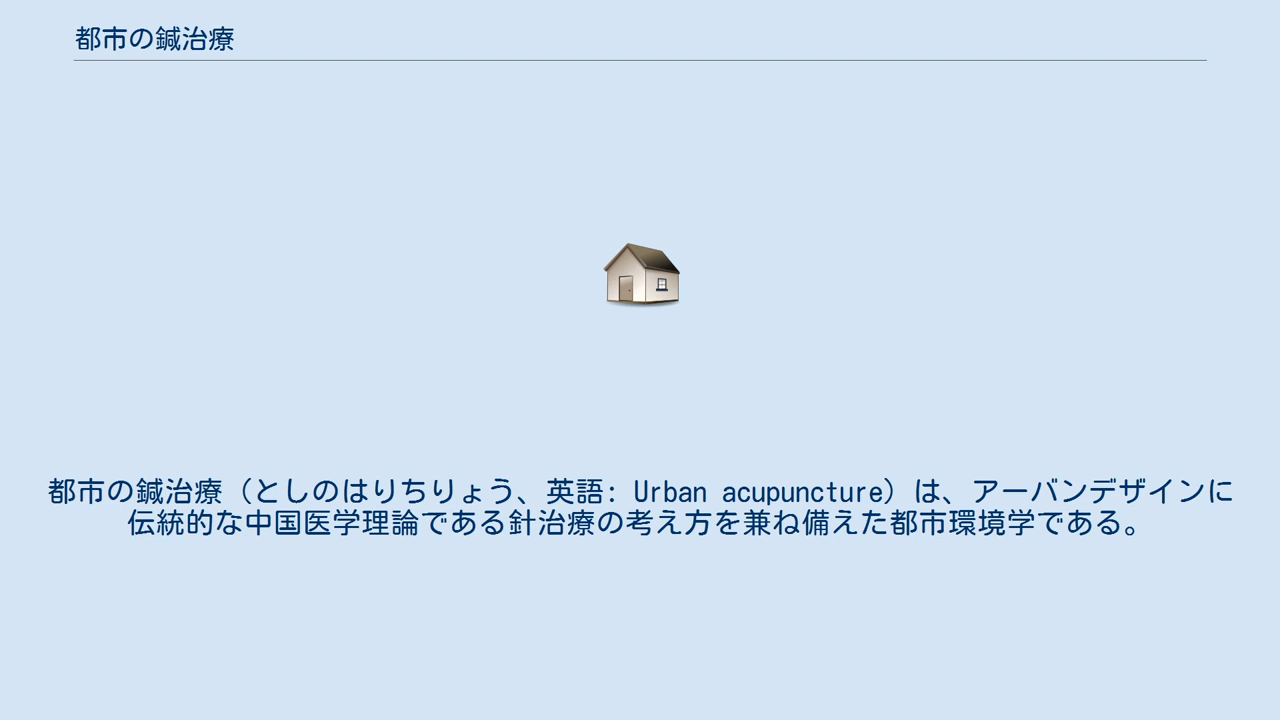 都市の鍼治療
都市の鍼治療（としのはりちりょう、英語: Urban acupuncture）は、アーバンデザインに
伝統的な中国医学理論である針治療の考え方を兼ね備えた都市環境学である。